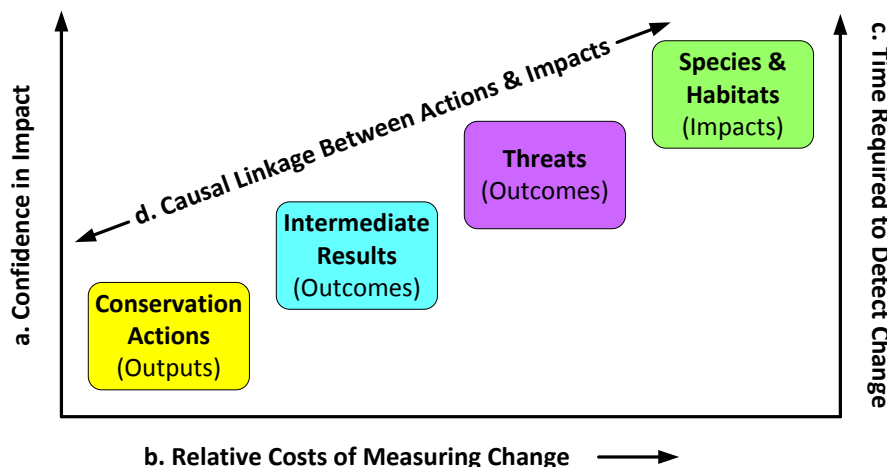 a. Confidence in Impact
d. Causal Linkage Between Actions & Impacts
Conservation
Actions
(Outputs)
Intermediate
Results
(Outcomes)
Threats
(Outcomes)
Species &
Habitats
(Impacts)
c. Time Required to Detect Change
b. Relative Costs of Measuring Change